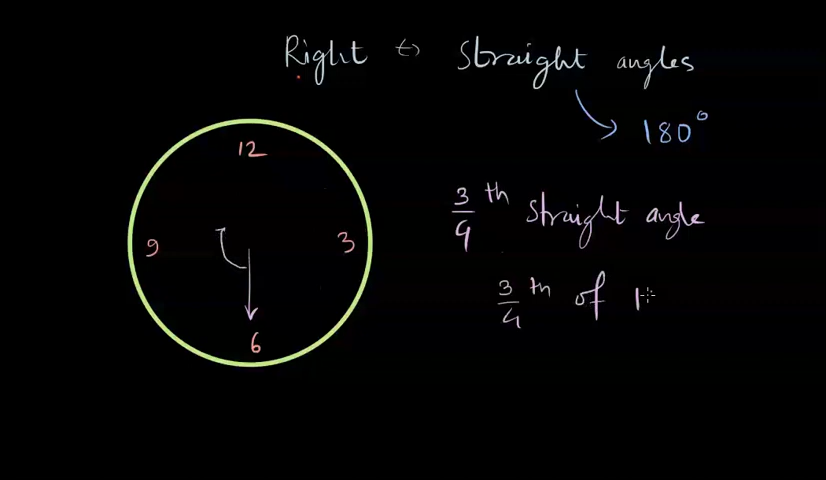 Right ↔ Straight angles
180°
12
3/4 th straight angle
9 3
3/4 th of 1
6